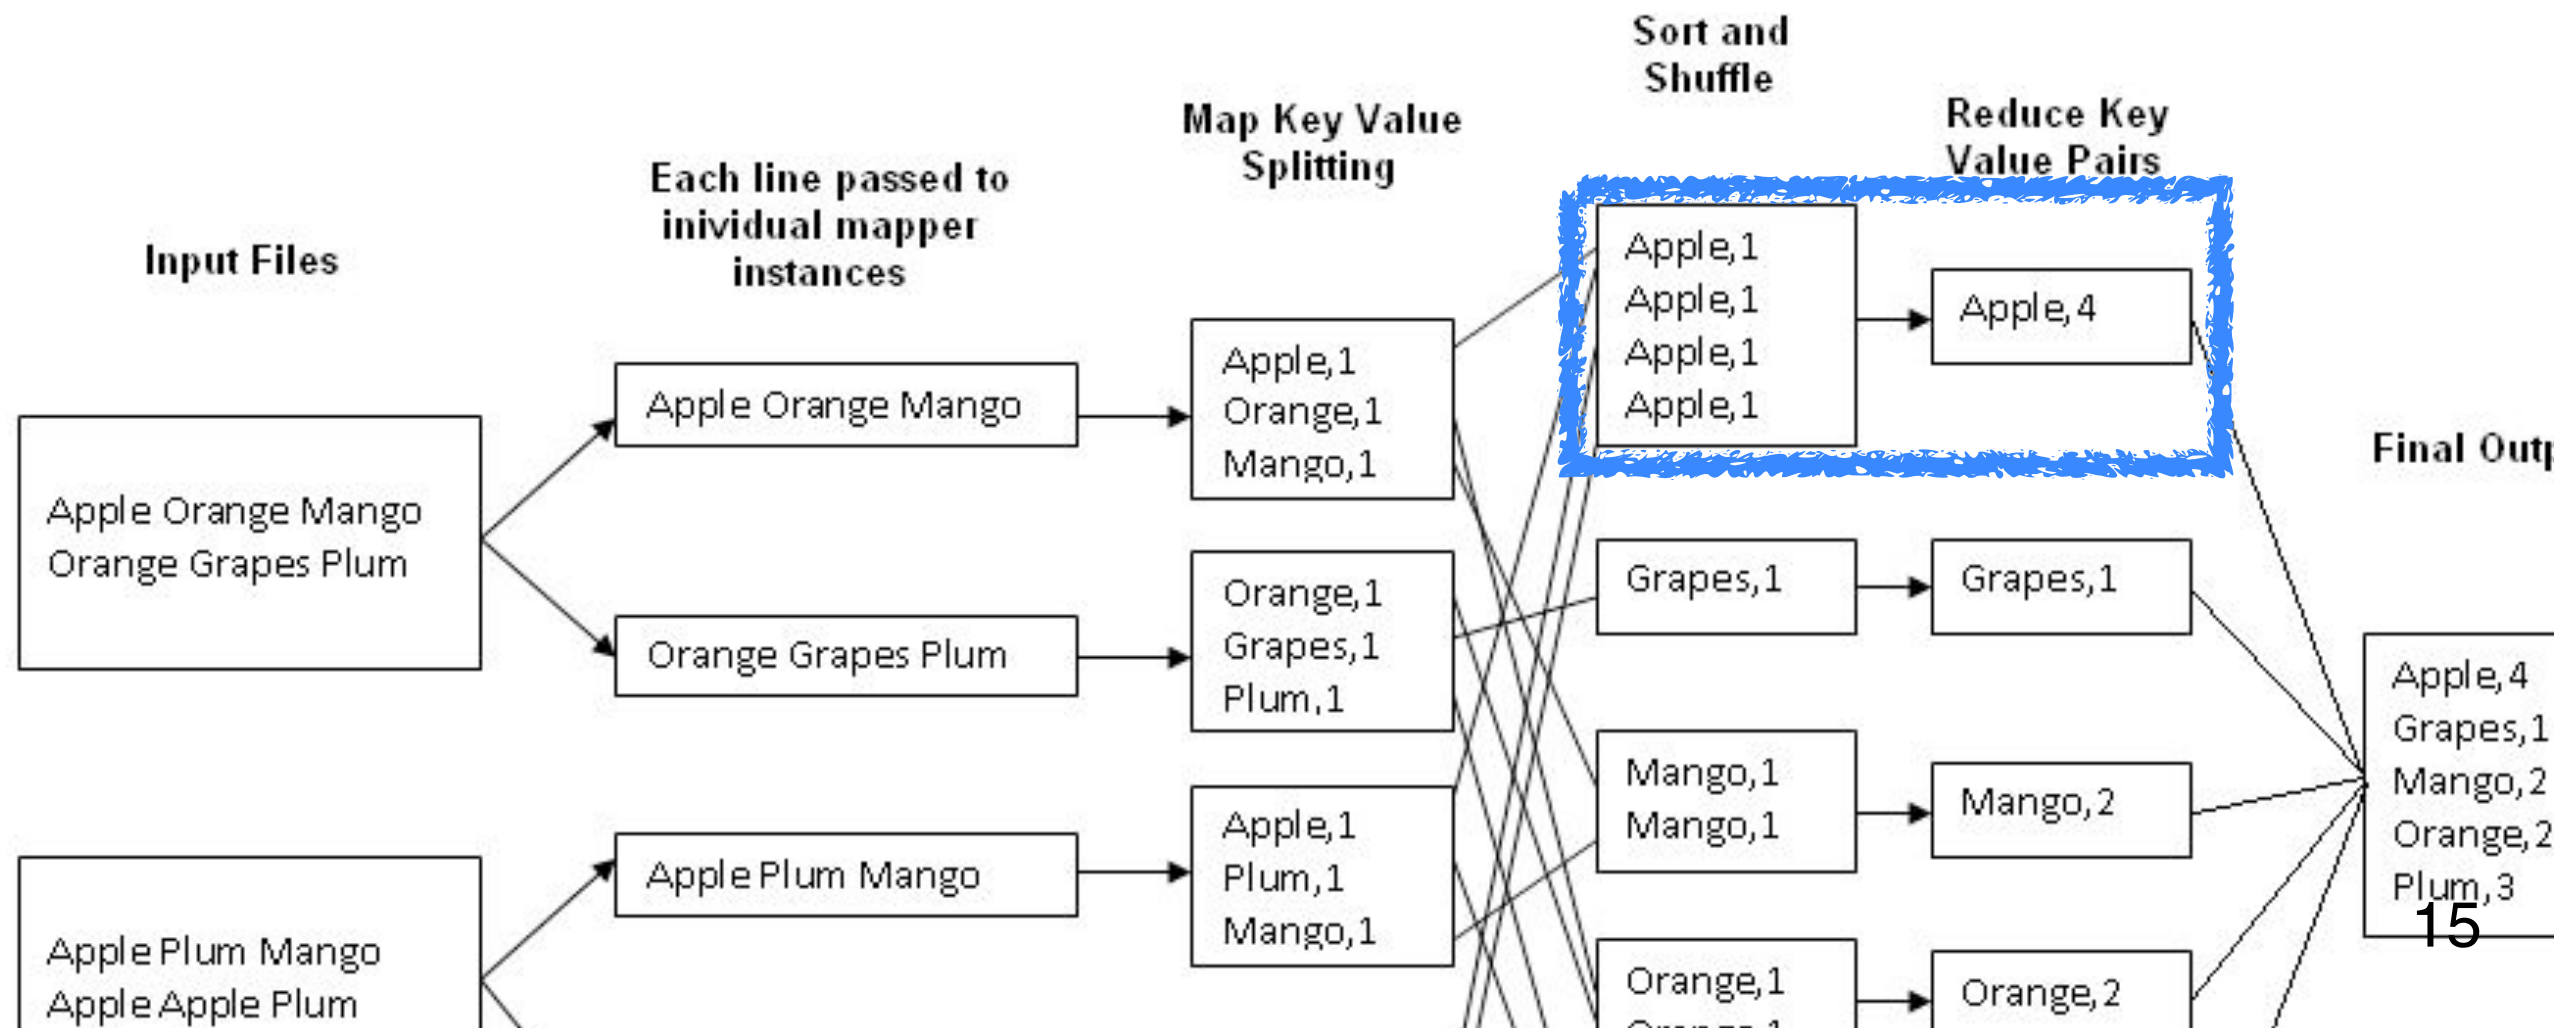 Input Files
Apple Orange Mango
Orange Grapes Plum
Apple Plum Mango
Apple Apple Plum
Each line passed to
inividual mapper
instances
Apple Orange Mango
Orange Grapes Plum
Apple Plum Mango
Map Key Value
Splitting
Apple,1
Orange,1
Mango,1
Orange,1
Grapes,1
Plum,1
Apple,1
Plum,1
Mango,1
Sort and
Shuffle
Apple,1
Apple,1
Apple,1
Apple,1
Grapes,1
Mango,1
Mango,1
Orange,1
Reduce Key
Value Pairs
Apple,4
Grapes,1
Mango,2
Orange,2
Final
Apple,4
Grapes,1
Mango,2
Orange,2
Plum,3
15